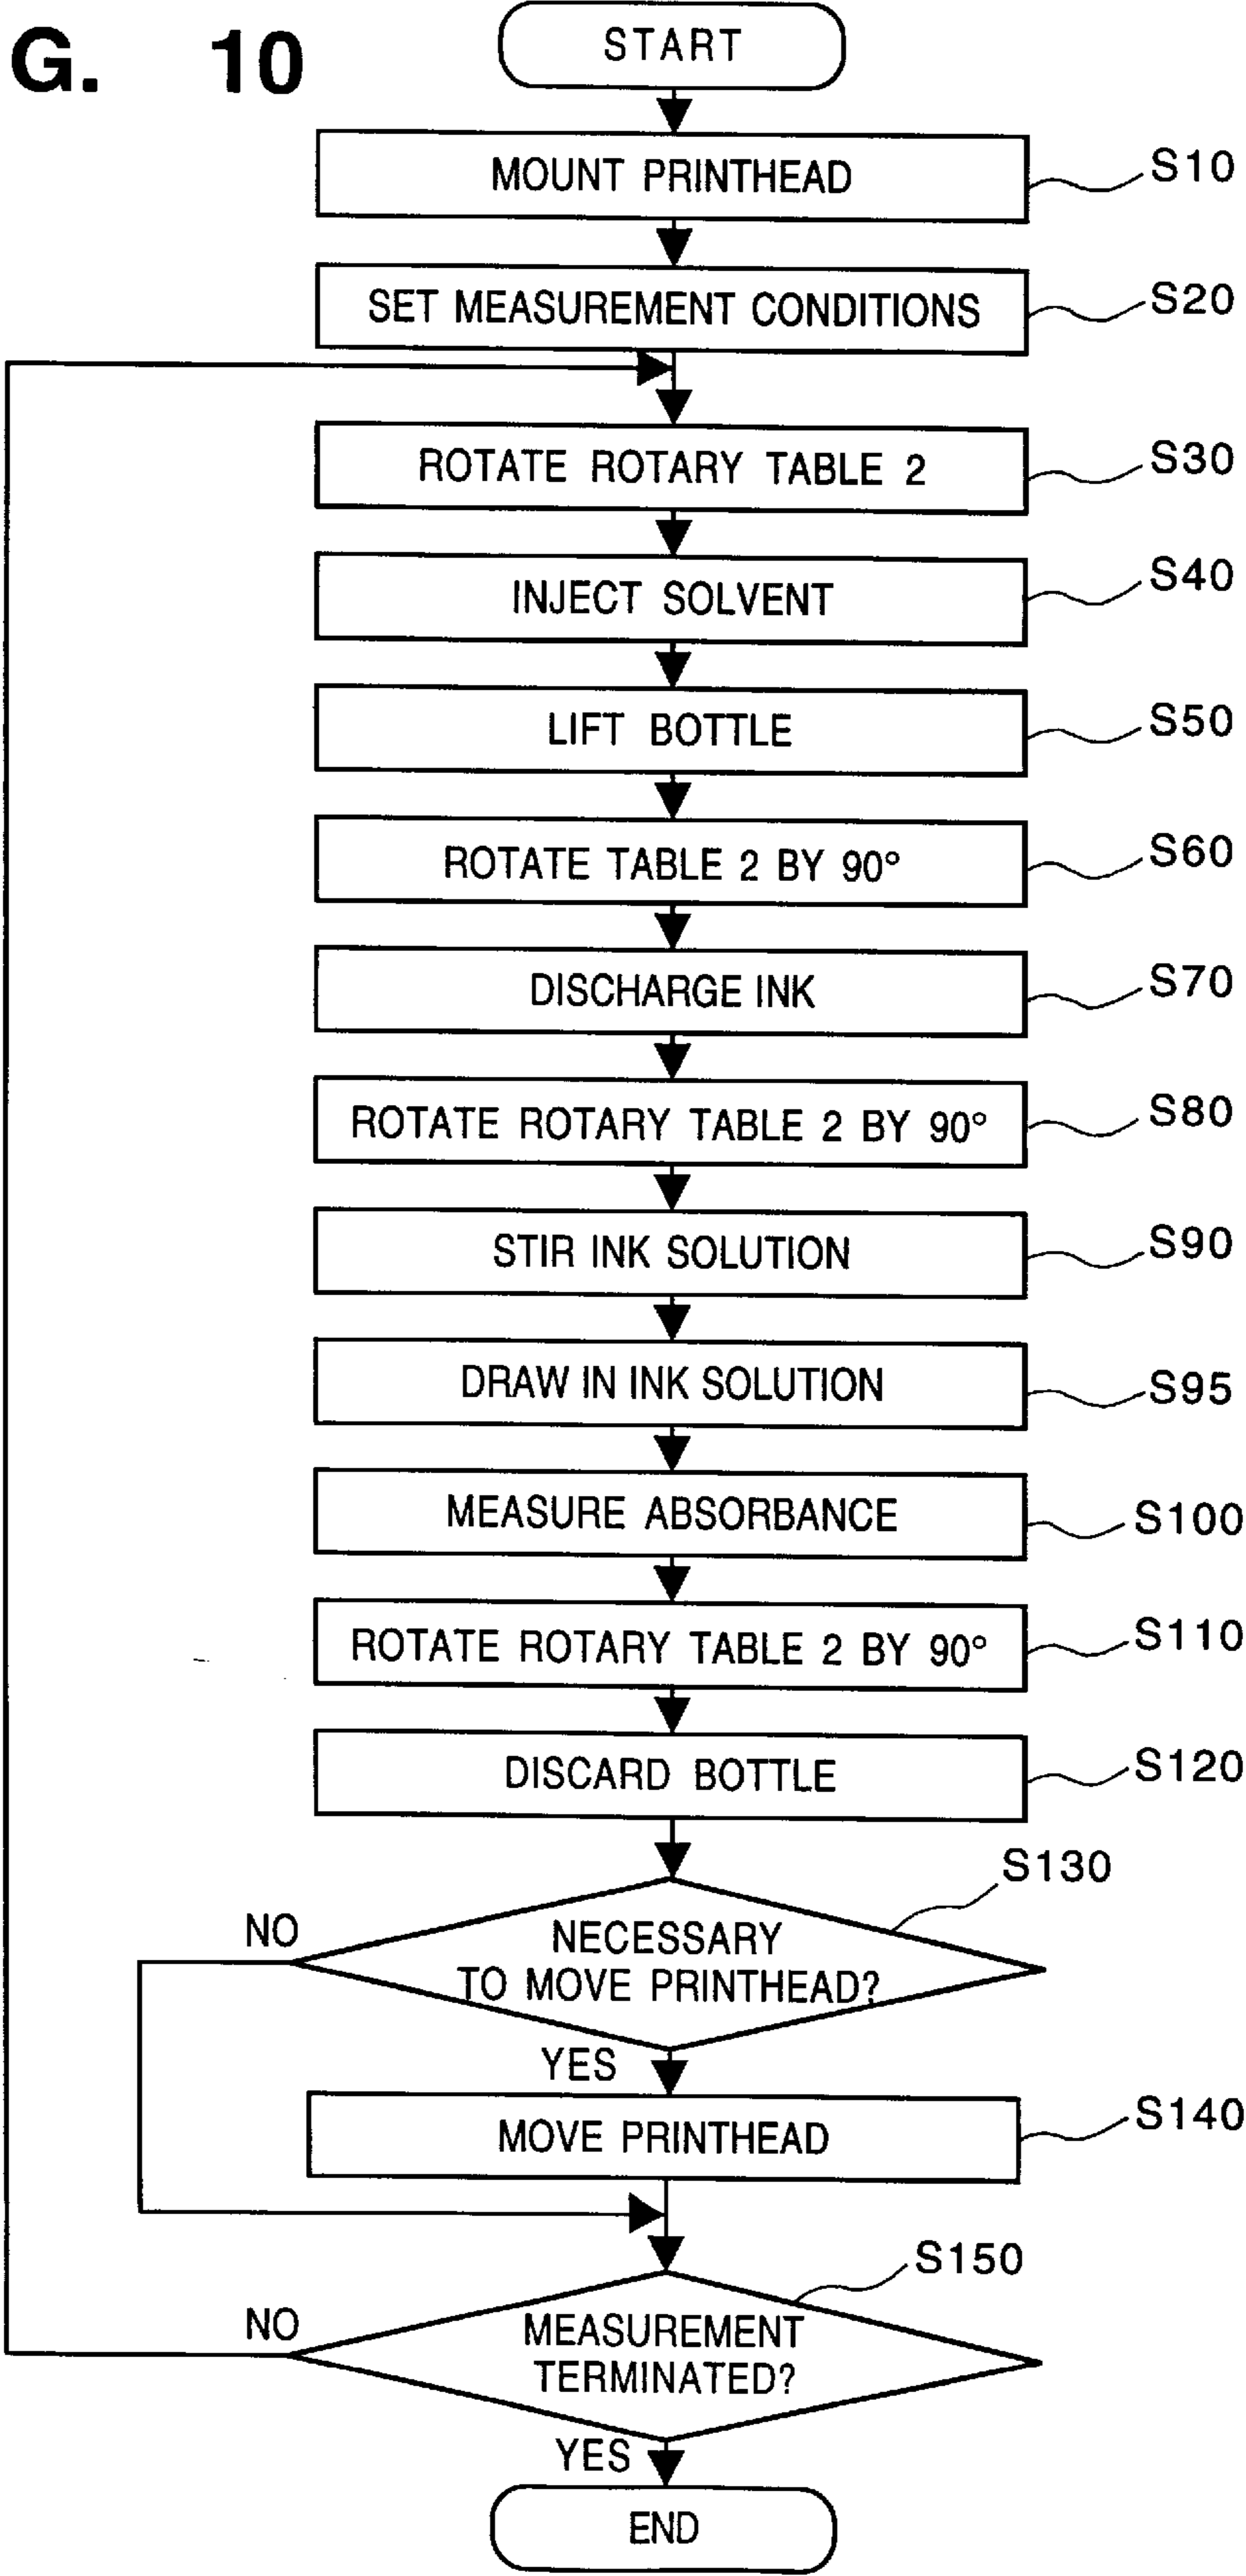 G. 10
START
MOUNT PRINTHEAD
S10
SET MEASUREMENT CONDITIONS
S20
ROTATE ROTARY TABLE 2
S30
INJECT SOLVENT
S40
LIFT BOTTLE
S50
ROTATE TABLE 2 BY 90°
S60
DISCHARGE INK
S70
ROTATE ROTARY TABLE 2 BY 90°
S80
STIR INK SOLUTION
S90
DRAW IN INK SOLUTION
S95
MEASURE ABSORBANCE
S100
ROTATE ROTARY TABLE 2 BY 90°
S110
DISCARD BOTTLE
S120
S130
NO
NECESSARY
TO MOVE PRINTHEAD?
YES
MOVE PRINTHEAD
S140
S150
NO
MEASUREMENT
TERMINATED?
YES
END